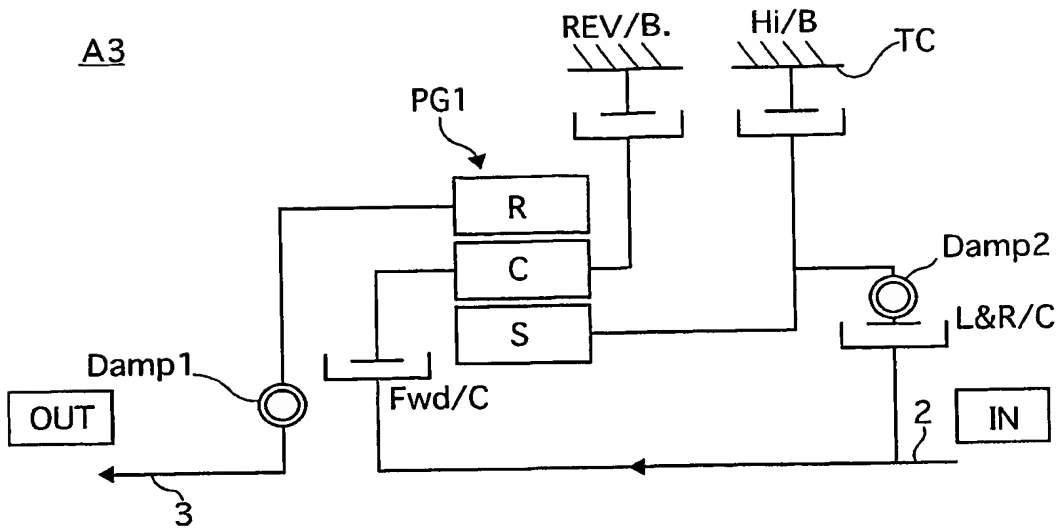 A3
REV/B.
Hi/B
TC
PG1
R
C
S
Damp2
L&R/C
Damp1
Fwd/C
OUT
IN
2
3